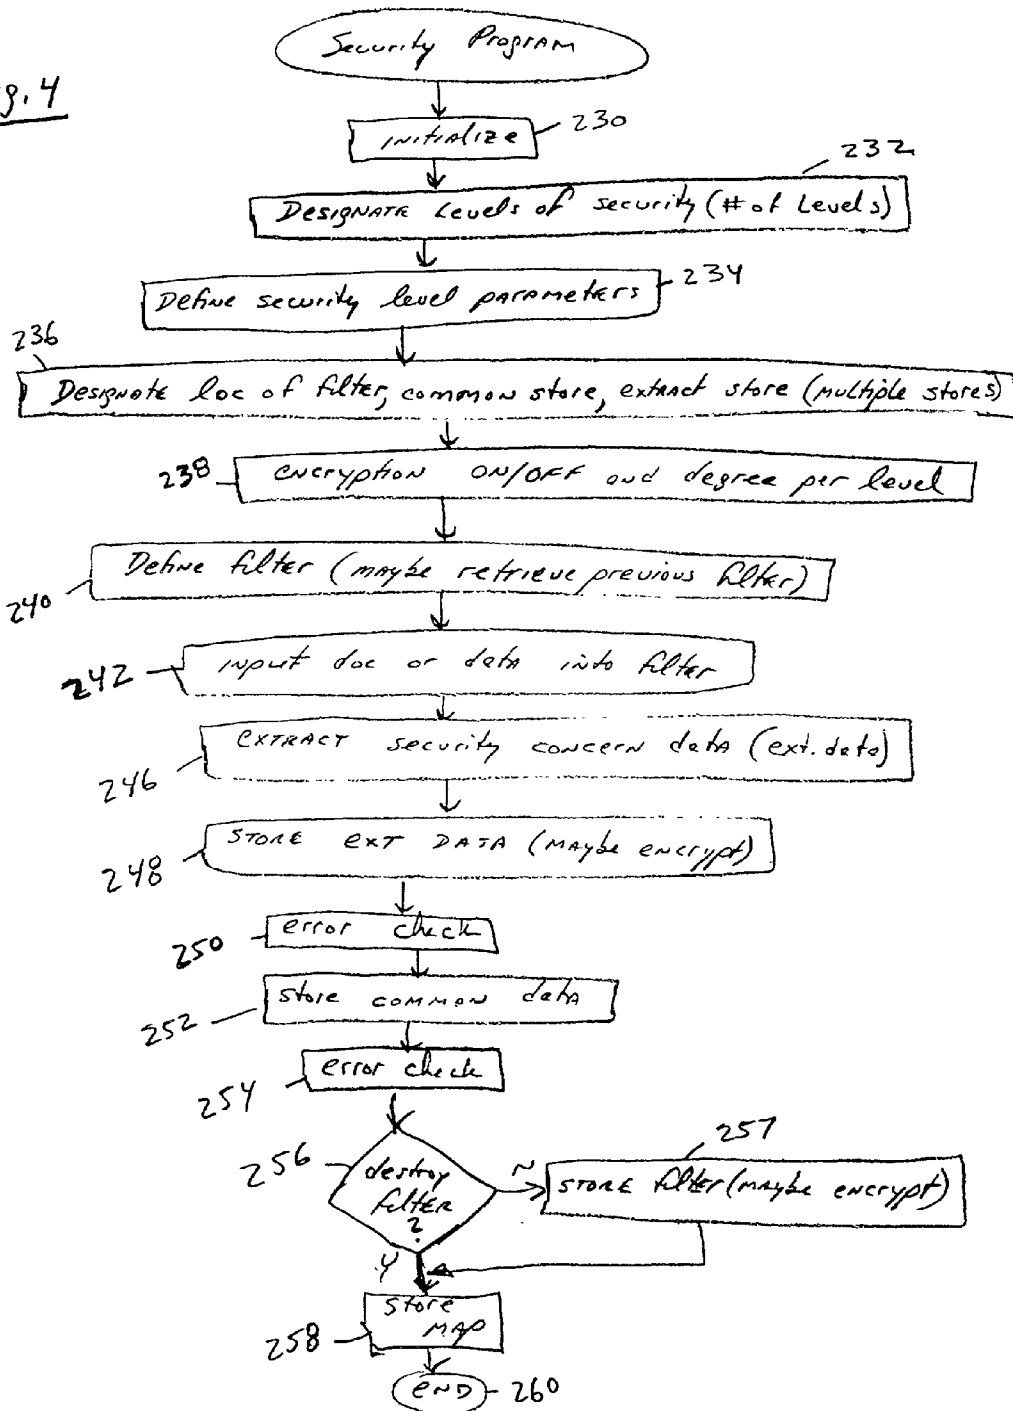 Security Program
g. 4
initialize
230
232
Designate Levels of security (# of Levels)
Define security level parameters
234
236
Designate loc of filter, common store, extract store (multiple stores)
238
encryption ON/OFF and degree per level
Define filter (maybe retrieve previous filter)
240
input doc or data into filter
242
extract security concern data (ext. data)
246
store ext data (maybe encrypt)
248
error check
250
store common data
252
error check
254
256
destroy
filter
?
N
257
store filter (maybe encrypt)
Y
store
map
258
end
260